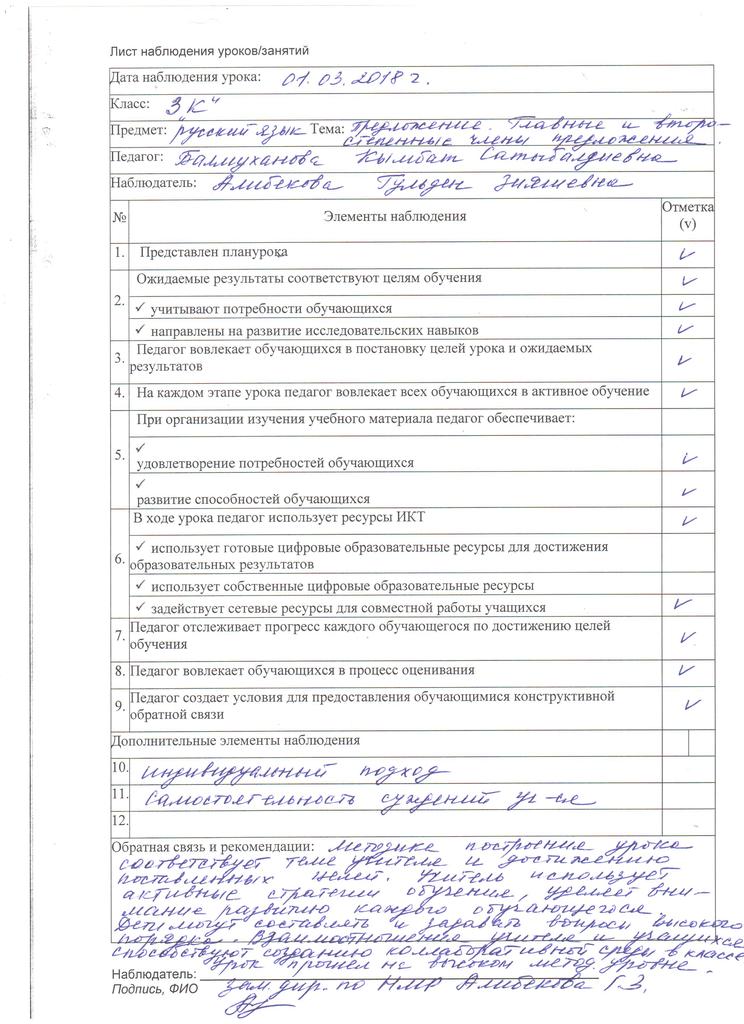 Лист наблюдения уроков/занятий
Дата наблюдения урока: 01.03.2018 г.
Класс: 3 "К"
Предмет: русский язык Тема: Предложение. Главные и второ-
степенные члены предложения.
Педагог: Балмуханова Кымбат Сатыбалдиевна
Наблюдатель: Алибекова Гульден Зияшевна
№ Элементы наблюдения Отметка
(v)
1. Представлен планурока ✓
Ожидаемые результаты соответствуют целям обучения ✓
2.
✓ учитывают потребности обучающихся ✓
✓ направлены на развитие исследовательских навыков ✓
3. Педагог вовлекает обучающихся в постановку целей урока и ожидаемых
результатов ✓
4. На каждом этапе урока педагог вовлекает всех обучающихся в активное обучение ✓
При организации изучения учебного материала педагог обеспечивает:
5.
✓
удовлетворение потребностей обучающихся ✓
✓
развитие способностей обучающихся ✓
В ходе урока педагог использует ресурсы ИКТ ✓
6.
✓ использует готовые цифровые образовательные ресурсы для достижения
образовательных результатов
✓ использует собственные цифровые образовательные ресурсы
✓ задействует сетевые ресурсы для совместной работы учащихся ✓
7. Педагог отслеживает прогресс каждого обучающегося по достижению целей
обучения ✓
8. Педагог вовлекает обучающихся в процесс оценивания ✓
9. Педагог создает условия для предоставления обучающимися конструктивной
обратной связи ✓
Дополнительные элементы наблюдения
10. индивидуальный подход
11. самостоятельность суждений уч-ся
12.
Обратная связь и рекомендации: Методике построения урока
соответствует теме учителя и достижению
поставленных целей. Учитель использует
активные стратегии обучения, уделяет вни-
мание развитию каждого обучающегося.
Дети могут составлять и задавать вопросы высокого
порядка. Взаимоотношения учителя и учащихся
способствуют созданию коллаборативной среды в классе
Урок прошел на высоком метод. уровне.
Наблюдатель:
Подпись, ФИО Зам. дир. по НМР Алибекова Г.З.